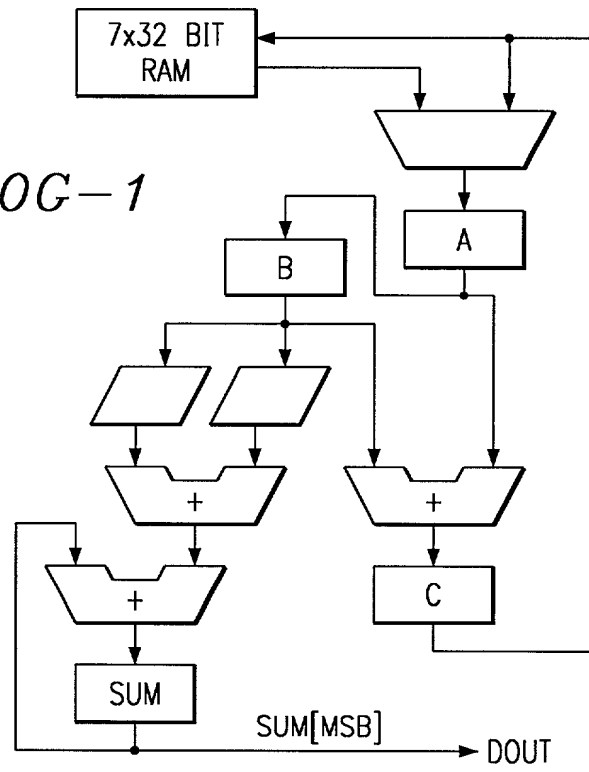 7x32 BIT
RAM
OG-1
A
B
+
+
C
+
SUM
SUM[MSB]
DOUT